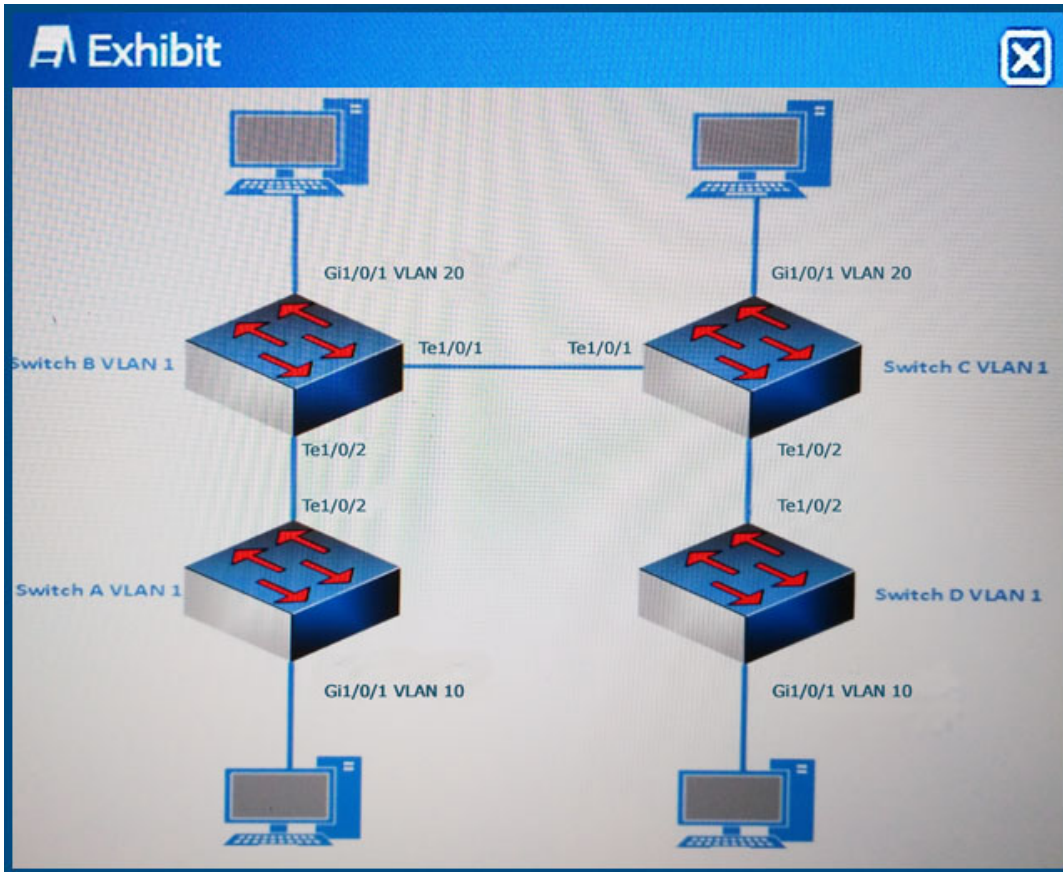 Exhibit
Gi1/0/1 VLAN 20
Gi1/0/1 VLAN 20
Switch B VLAN 1
Te1/0/1
Te1/0/1
Switch C VLAN 1
Te1/0/2
Te1/0/2
Te1/0/2
Te1/0/2
Switch A VLAN 1
Switch D VLAN 1
Gi1/0/1 VLAN 10
Gi1/0/1 VLAN 10